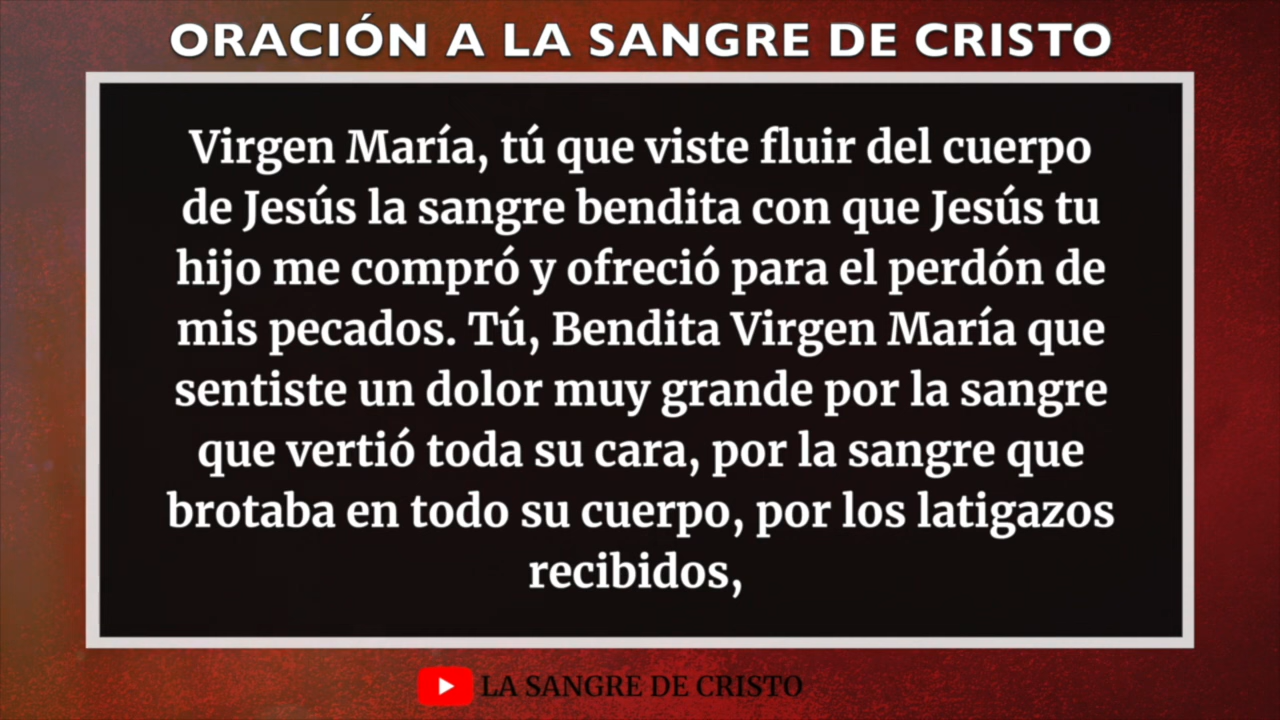 ORACIÓN A LA SANGRE DE CRISTO
Virgen María, tú que viste fluir del cuerpo
de Jesús la sangre bendita con que Jesús tu
hijo me compró y ofreció para el perdón de
mis pecados. Tú, Bendita Virgen María que
sentiste un dolor muy grande por la sangre
que vertió toda su cara, por la sangre que
brotaba en todo su cuerpo, por los latigazos
recibidos,
LA SANGRE DE CRISTO